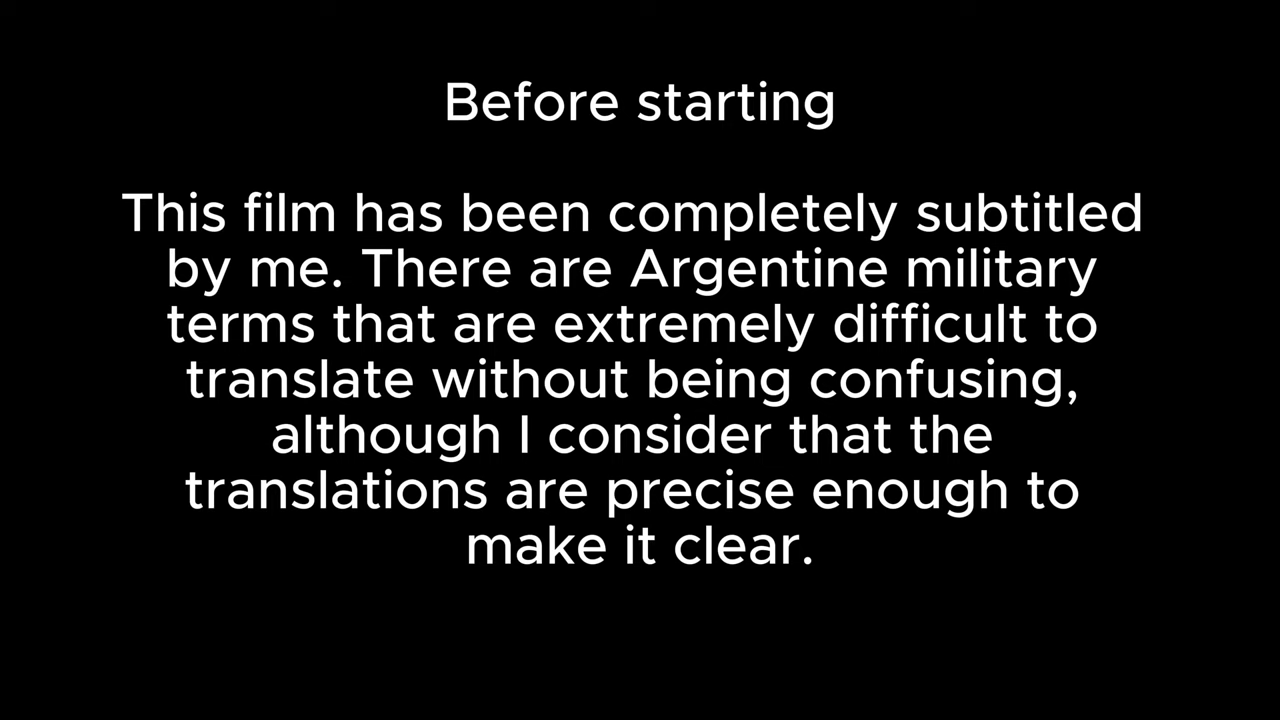 Before starting
This film has been completely subtitled
by me. There are Argentine military
terms that are extremely difficult to
translate without being confusing,
although I consider that the
translations are precise enough to
make it clear.